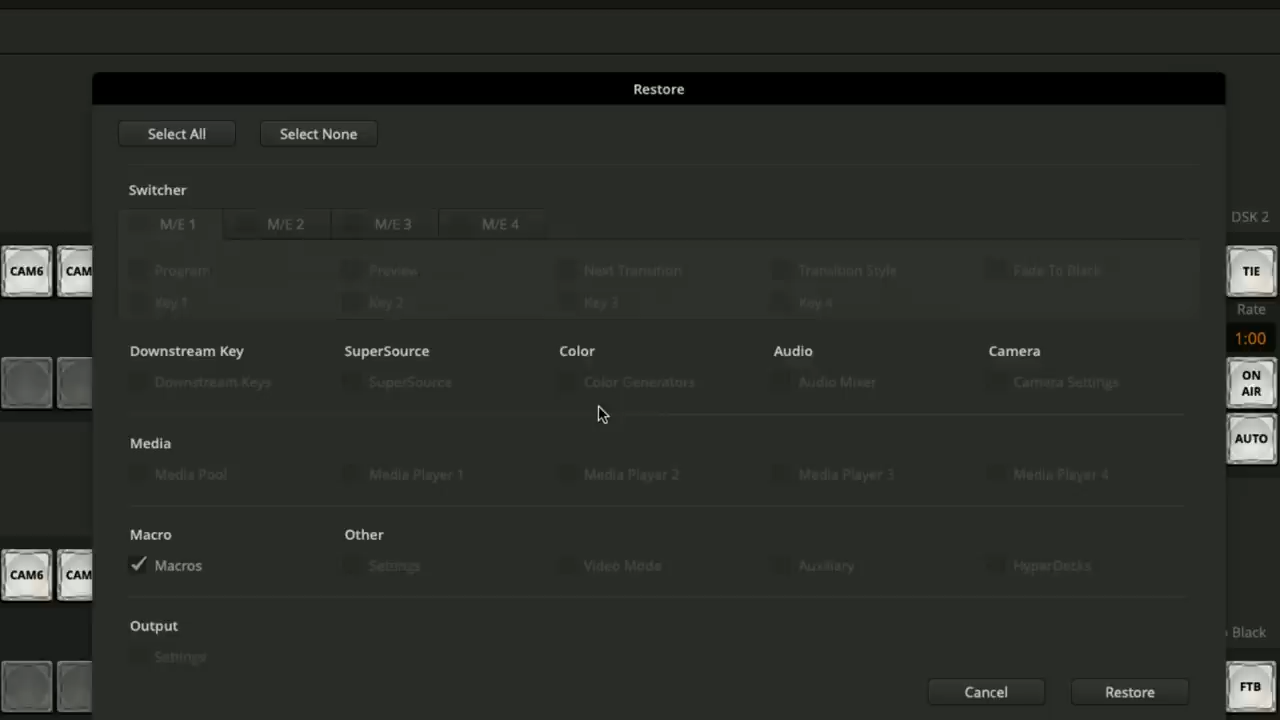 Restore
Select All Select None
Switcher
DSK 2
M/E 1 M/E 2 M/E 3 M/E 4
CAM6 CAM Program Preview Next Transition Transition Style Fade To Black TIE
Key 1 Key 2 Key 3 Key 4 Rate
1:00
Downstream Key SuperSource Color Audio Camera
Downstream Keys SuperSource Color Generators Audio Mixer Camera Settings ON
AIR
Media AUTO
Media Pool Media Player 1 Media Player 2 Media Player 3 Media Player 4
Macro Other
CAM6 CAM Macros Settings Video Mode Auxiliary HyperDecks
Output Black
Settings
Cancel Restore FTB